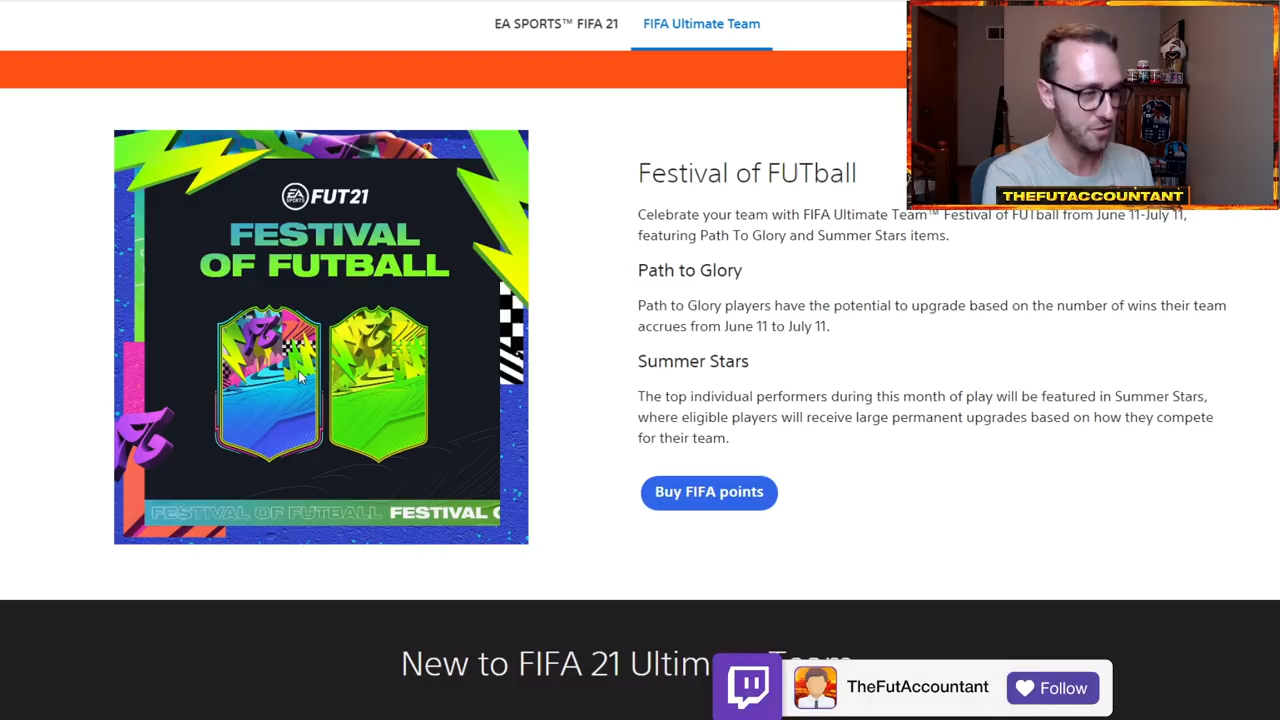 EA SPORTS™ FIFA 21
FIFA Ultimate Team
THEFUTACCOUNTANT
EA SPORTS FUT21
FESTIVAL
OF FUTBALL
FESTIVAL OF FUTBALL FESTIVAL
Festival of FUTball
Celebrate your team with FIFA Ultimate Team™ Festival of FUTball from June 11-July 11,
featuring Path To Glory and Summer Stars items.
Path to Glory
Path to Glory players have the potential to upgrade based on the number of wins their team
accrues from June 11 to July 11.
Summer Stars
The top individual performers during this month of play will be featured in Summer Stars,
where eligible players will receive large permanent upgrades based on how they compete
for their team.
Buy FIFA points
New to FIFA 21 Ultimate Team
TheFutAccountant
Follow